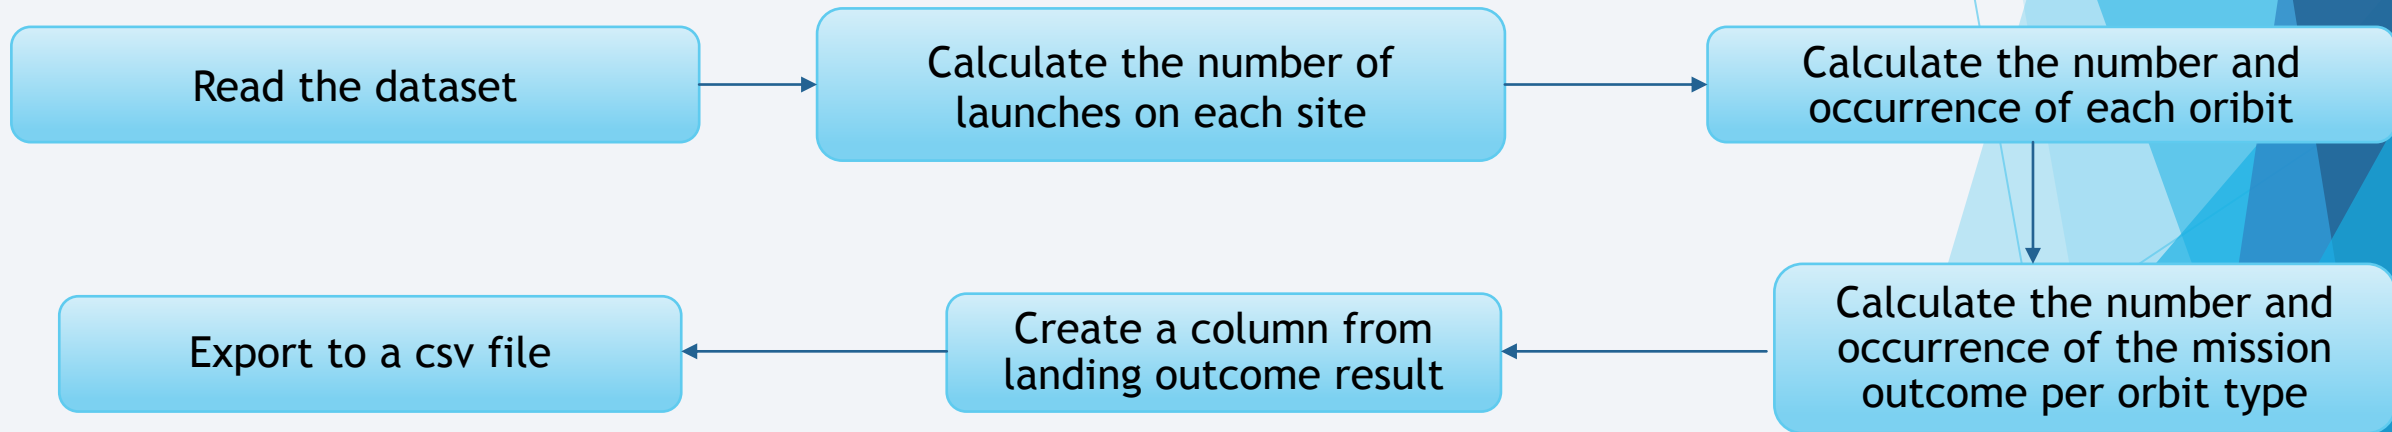 Read the dataset
Calculate the number of
launches on each site
Calculate the number and
occurrence of each oribit
Calculate the number and
occurrence of the mission
outcome per orbit type
Create a column from
landing outcome result
Export to a csv file